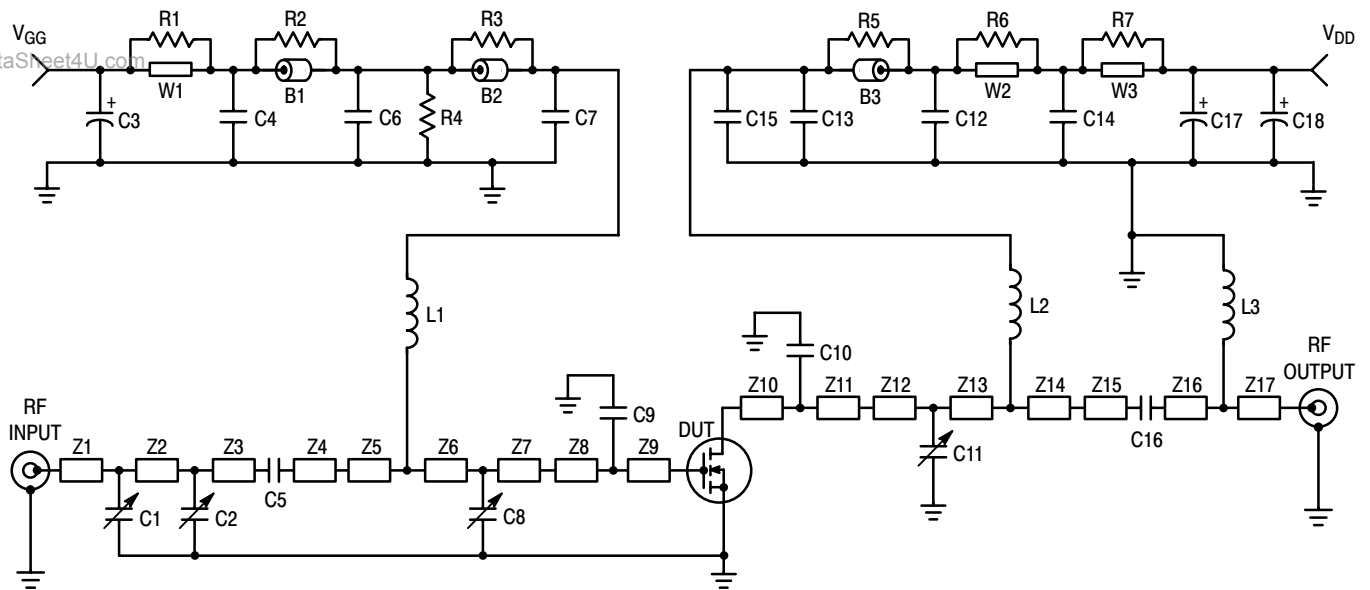 R1 R2 R3 R5 R6 R7
VGG VDD
taSheet4U.com
W1 B1 B2 B3 W2 W3
C3 C4 C6 R4 C7 C15 C13 C12 C14 C17 C18
+ + +
L1 L2 L3
C10
RF
OUTPUT
Z10 Z11 Z12 Z13 Z14 Z15 Z16 Z17
RF
INPUT
C9
DUT
C16
Z1 Z2 Z3 Z4 Z5 Z6 Z7 Z8 Z9
C11
C5
C1 C2 C8